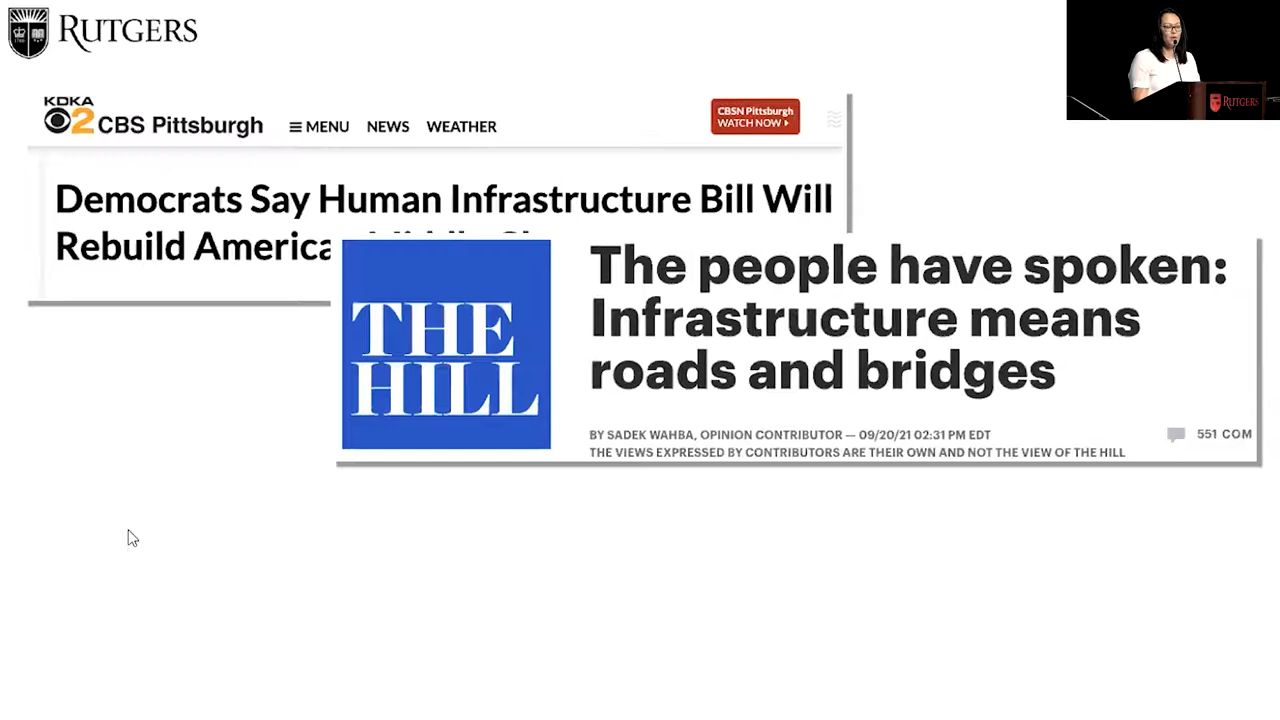 RUTGERS
KDKA
2 CBS Pittsburgh
MENU NEWS WEATHER
CBSN Pittsburgh
WATCH NOW
RUTGERS
Democrats Say Human Infrastructure Bill Will
Rebuild America
THE
HILL
The people have spoken:
Infrastructure means
roads and bridges
BY SADEK WAHBA, OPINION CONTRIBUTOR — 09/20/21 02:31 PM EDT
551 COM
THE VIEWS EXPRESSED BY CONTRIBUTORS ARE THEIR OWN AND NOT THE VIEW OF THE HILL